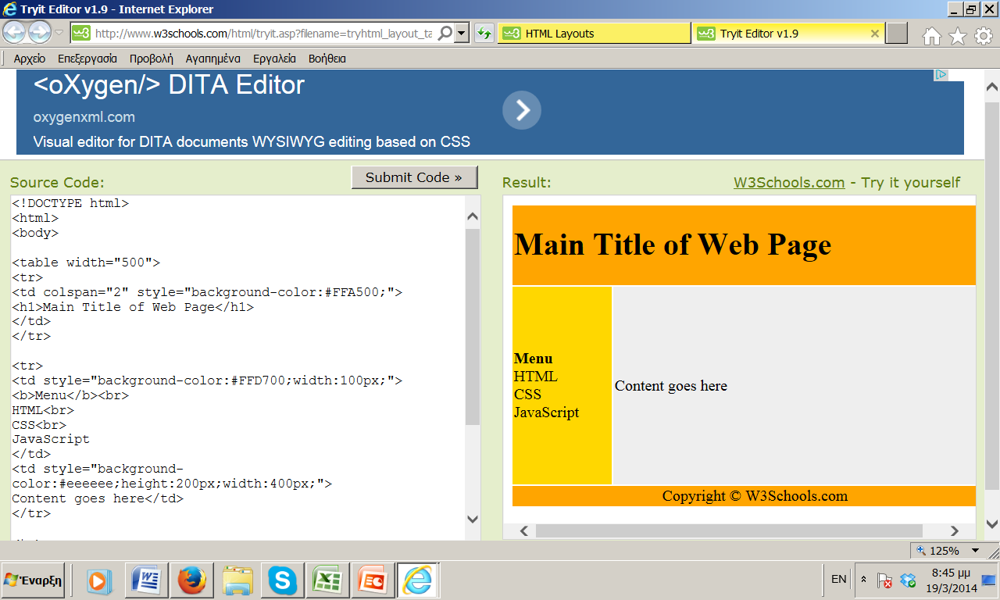 Tryit Editor v1.9 - Internet Explorer
http://www.w3schools.com/html/tryit.asp?filename=tryhtml_layout_ta
HTML Layouts
Tryit Editor v1.9
Αρχείο Επεξεργασία Προβολή Αγαπημένα Εργαλεία Βοήθεια
<oXygen/> DITA Editor
oxygenxml.com
Visual editor for DITA documents WYSIWYG editing based on CSS
Source Code:
Submit Code »
<!DOCTYPE html>
<html>
<body>
<table width="500">
<tr>
<td colspan="2" style="background-color:#FFA500;">
<h1>Main Title of Web Page</h1>
</td>
</tr>
<tr>
<td style="background-color:#FFD700;width:100px;">
<b>Menu</b><br>
HTML<br>
CSS<br>
JavaScript
</td>
<td style="background-
color:#eeeeee;height:200px;width:400px;">
Content goes here</td>
</tr>
Result:
W3Schools.com - Try it yourself
Main Title of Web Page
Menu
HTML
CSS
JavaScript
Content goes here
Copyright © W3Schools.com
125%
Έναρξη
EN
8:45 μμ
19/3/2014